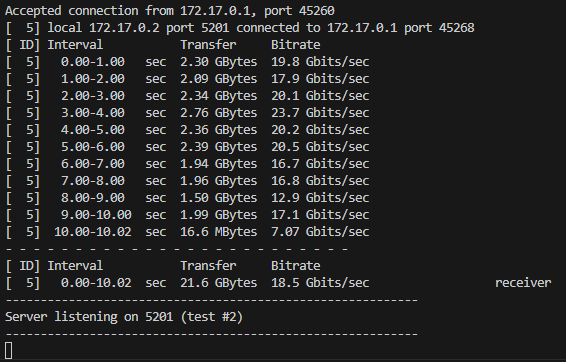 Accepted connection from 172.17.0.1, port 45260
[  5] local 172.17.0.2 port 5201 connected to 172.17.0.1 port 45268
[ ID] Interval           Transfer     Bitrate
[  5]   0.00-1.00   sec  2.30 GBytes  19.8 Gbits/sec
[  5]   1.00-2.00   sec  2.09 GBytes  17.9 Gbits/sec
[  5]   2.00-3.00   sec  2.34 GBytes  20.1 Gbits/sec
[  5]   3.00-4.00   sec  2.76 GBytes  23.7 Gbits/sec
[  5]   4.00-5.00   sec  2.36 GBytes  20.2 Gbits/sec
[  5]   5.00-6.00   sec  2.39 GBytes  20.5 Gbits/sec
[  5]   6.00-7.00   sec  1.94 GBytes  16.7 Gbits/sec
[  5]   7.00-8.00   sec  1.96 GBytes  16.8 Gbits/sec
[  5]   8.00-9.00   sec  1.50 GBytes  12.9 Gbits/sec
[  5]   9.00-10.00  sec  1.99 GBytes  17.1 Gbits/sec
[  5]  10.00-10.02  sec  16.6 MBytes  7.07 Gbits/sec
- - - - - - - - - - - - - - - - - - - - - - - - -
[ ID] Interval           Transfer     Bitrate
[  5]   0.00-10.02  sec  21.6 GBytes  18.5 Gbits/sec                  receiver
-----------------------------------------------------------
Server listening on 5201 (test #2)
-----------------------------------------------------------